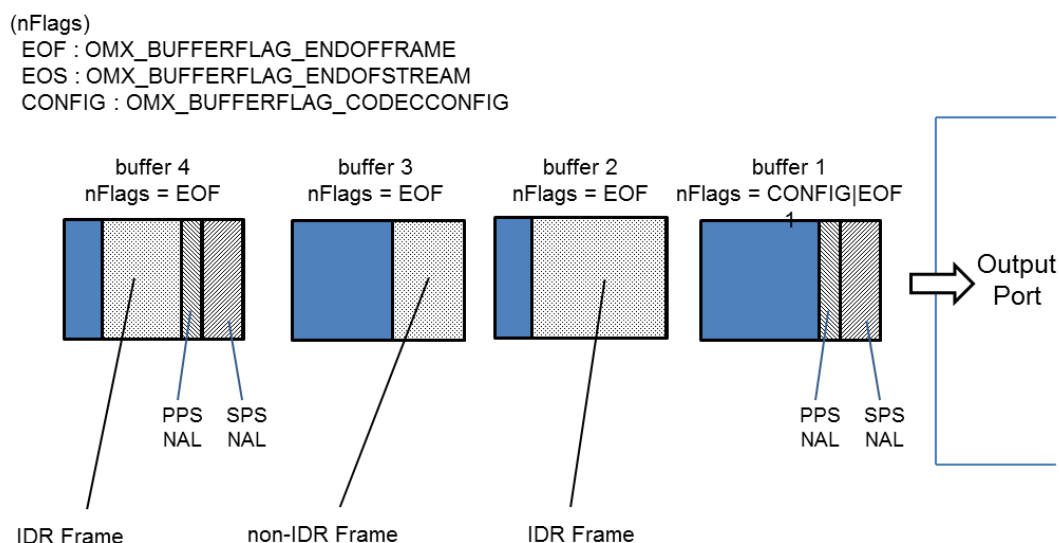 (nFlags)
EOF : OMX_BUFFERFLAG_ENDOFFRAME
EOS : OMX_BUFFERFLAG_ENDOFSTREAM
CONFIG : OMX_BUFFERFLAG_CODECCONFIG
buffer 4
nFlags = EOF
buffer 3
nFlags = EOF
buffer 2
nFlags = EOF
buffer 1
nFlags = CONFIG|EOF
1
Output
Port
PPS
NAL
SPS
NAL
PPS
NAL
SPS
NAL
IDR Frame
non-IDR Frame
IDR Frame